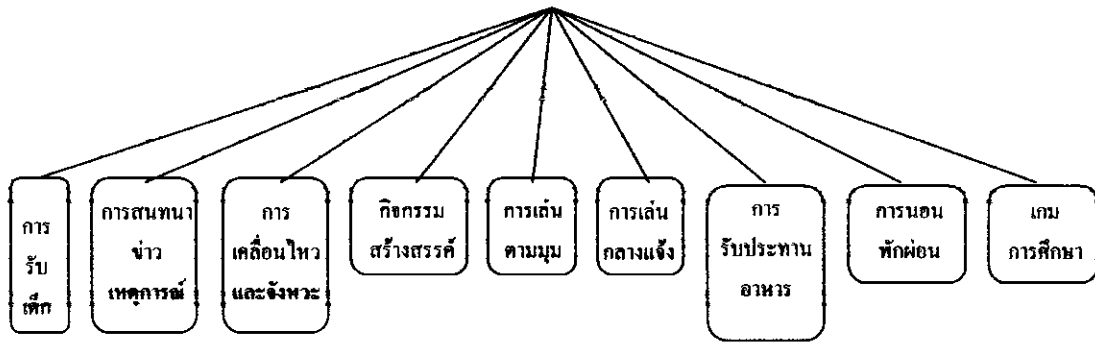 การ
รับ
เด็ก
การสนทนา
ข่าว
เหตุการณ์
การ
เคลื่อนไหว
และจังหวะ
กิจกรรม
สร้างสรรค์
การเล่น
ตามมุม
การเล่น
กลางแจ้ง
การ
รับประทาน
อาหาร
การนอน
พักผ่อน
เกม
การศึกษา